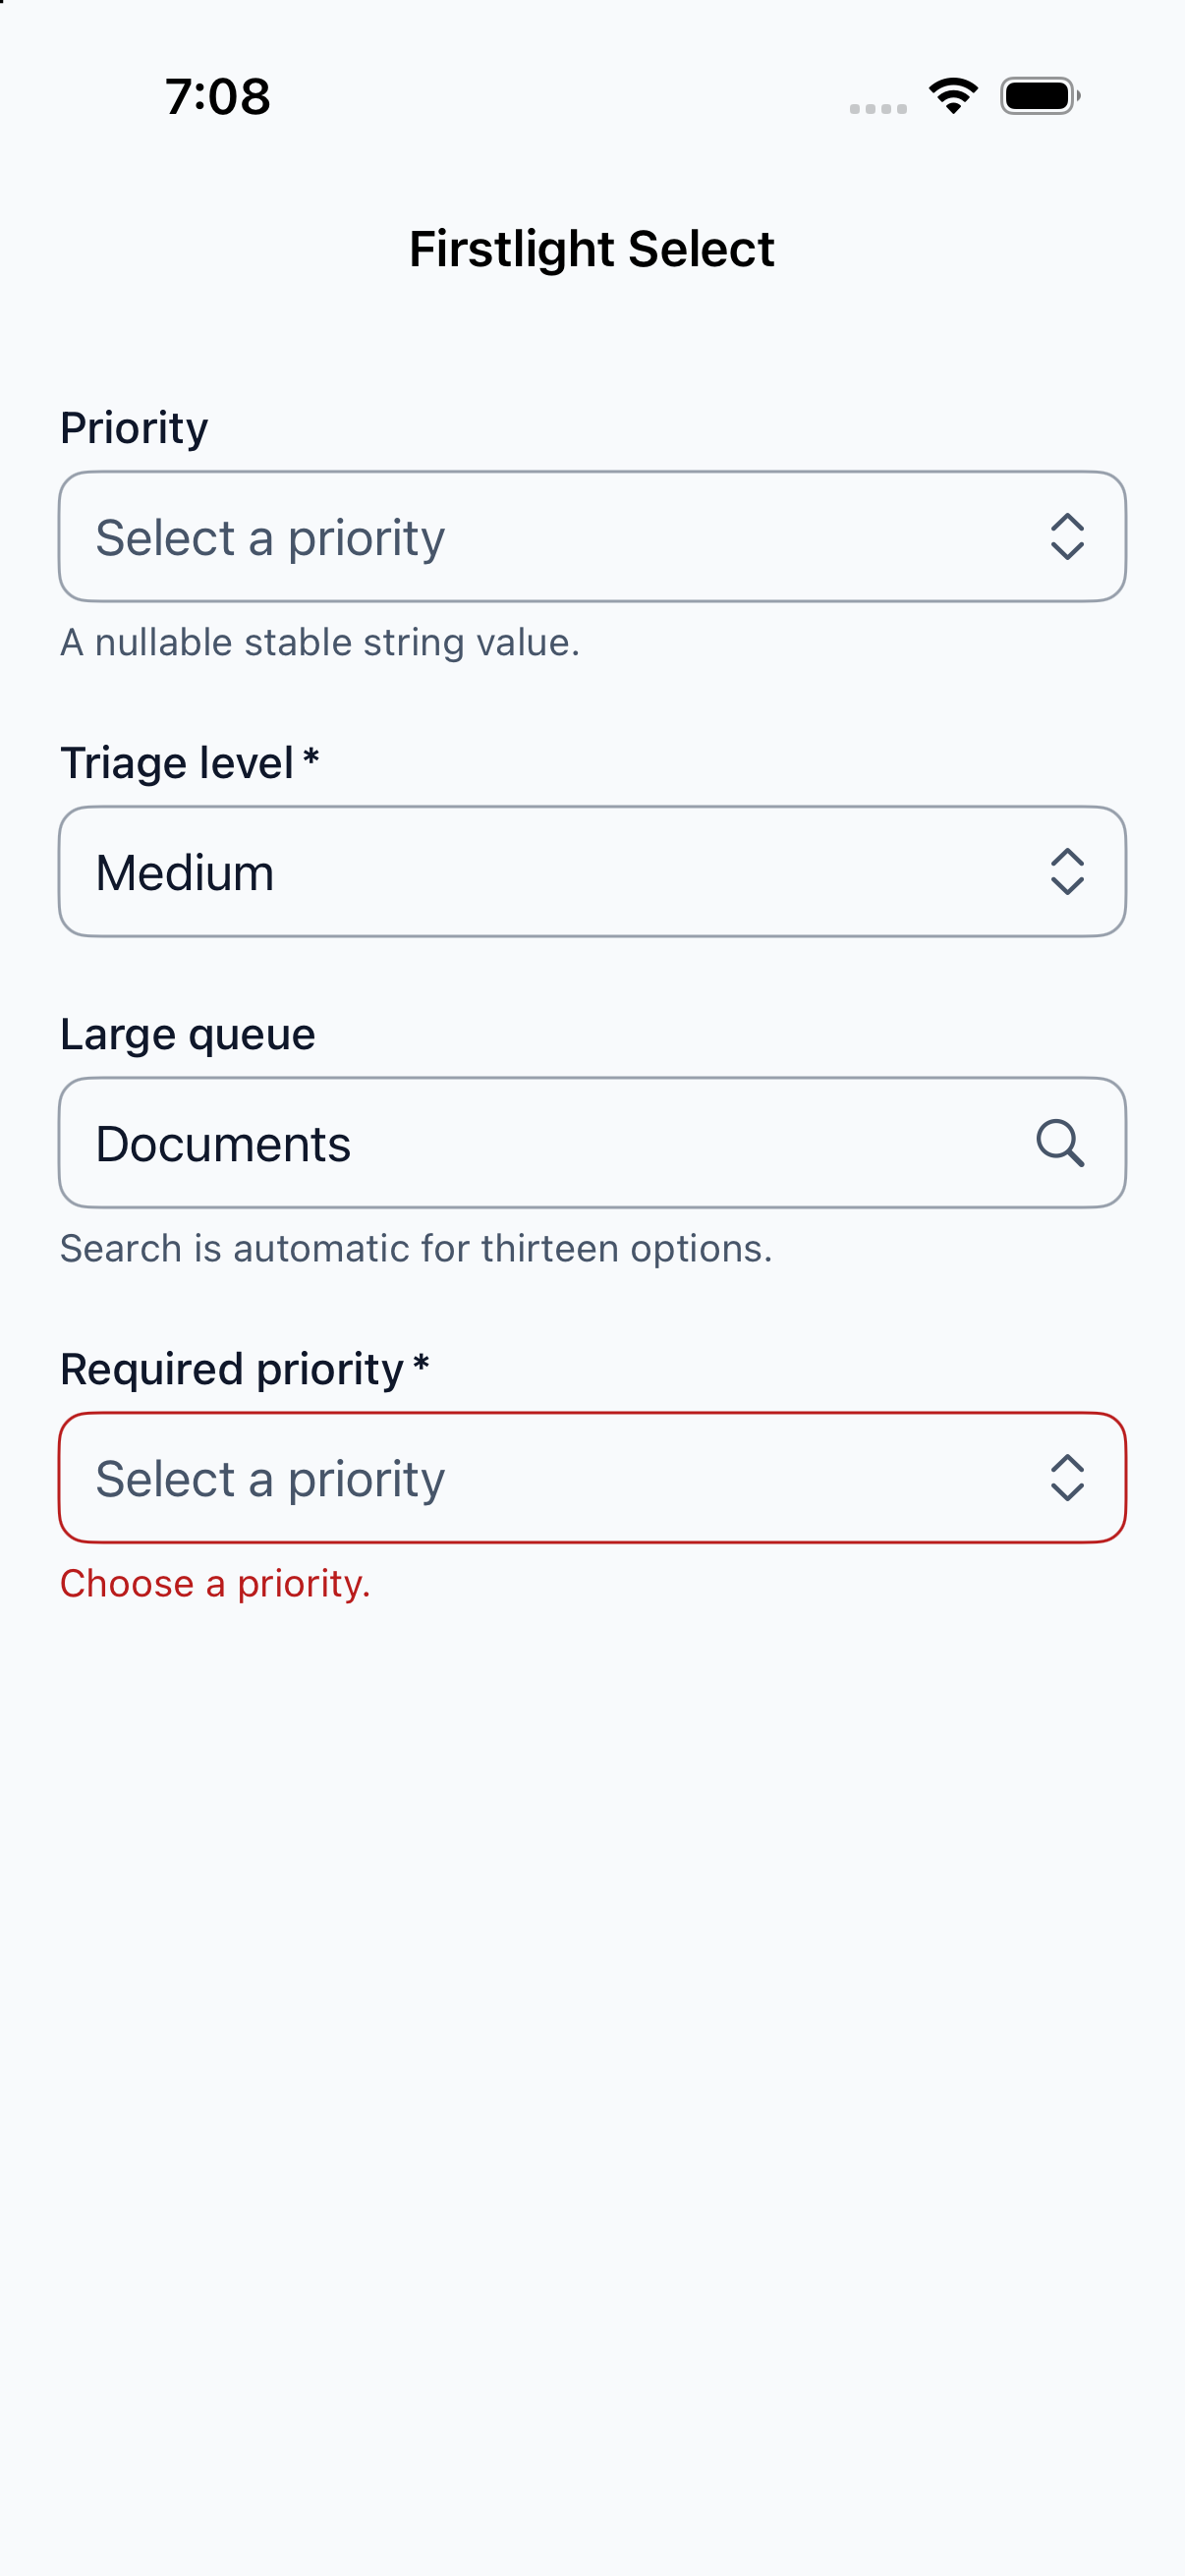 7:08
Firstlight Select
Priority
Select a priority
A nullable stable string value.
Triage level *
Medium
Large queue
Documents
Search is automatic for thirteen options.
Required priority *
Select a priority
Choose a priority.